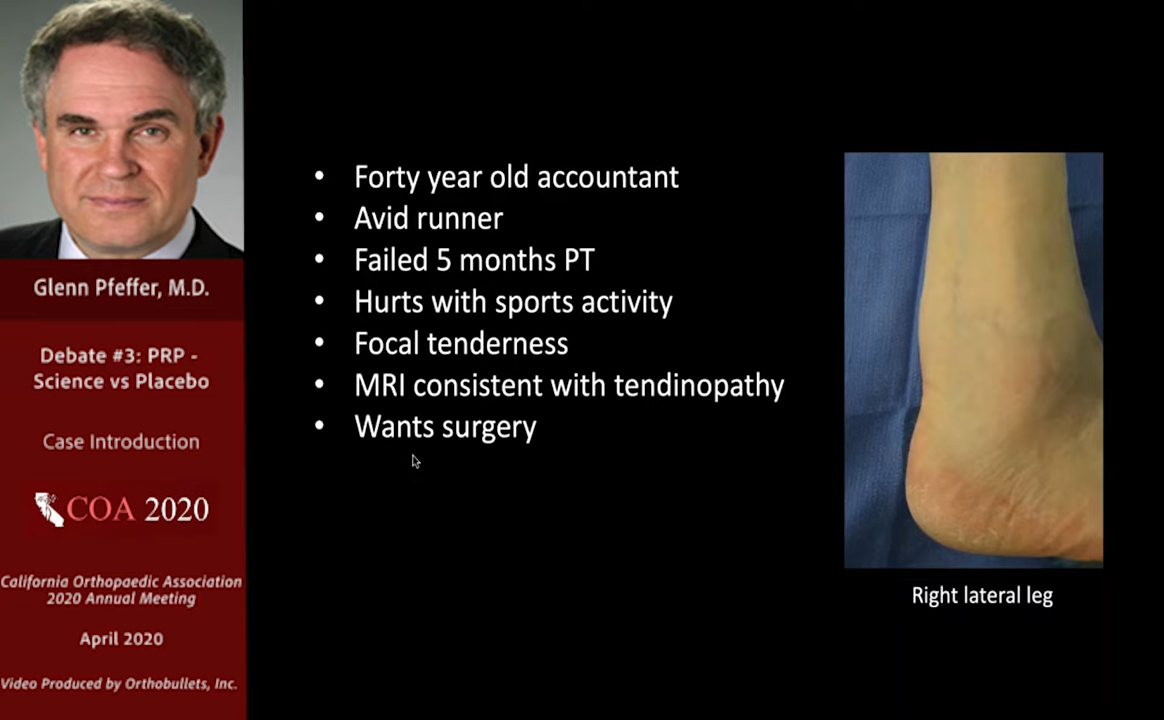 Glenn Pfeffer, M.D.
Debate #3: PRP -
Science vs Placebo
Case Introduction
COA 2020
California Orthopaedic Association
2020 Annual Meeting
April 2020
Video Produced by Orthobullets, Inc.
• Forty year old accountant
• Avid runner
• Failed 5 months PT
• Hurts with sports activity
• Focal tenderness
• MRI consistent with tendinopathy
• Wants surgery
Right lateral leg